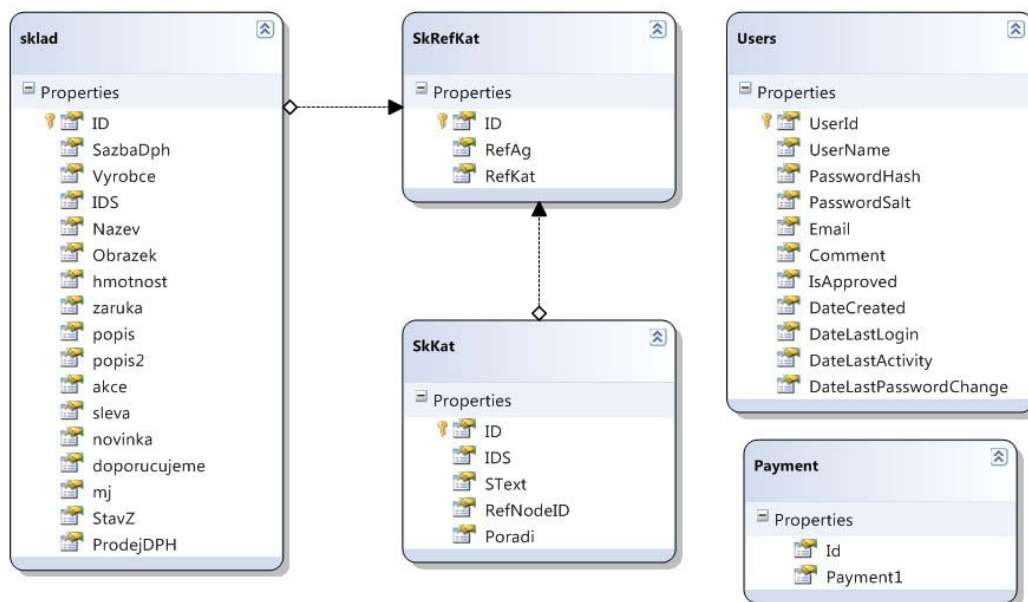 sklad
Properties
ID
SazbaDph
Vyrobce
IDS
Nazev
Obrazek
hmotnost
zaruka
popis
popis2
akce
sleva
novinka
doporucujeme
mj
StavZ
ProdejDPH
SkRefKat
Properties
ID
RefAg
RefKat
SkKat
Properties
ID
IDS
SText
RefNodeID
Poradi
Users
Properties
UserId
UserName
PasswordHash
PasswordSalt
Email
Comment
IsApproved
DateCreated
DateLastLogin
DateLastActivity
DateLastPasswordChange
Payment
Properties
Id
Payment1